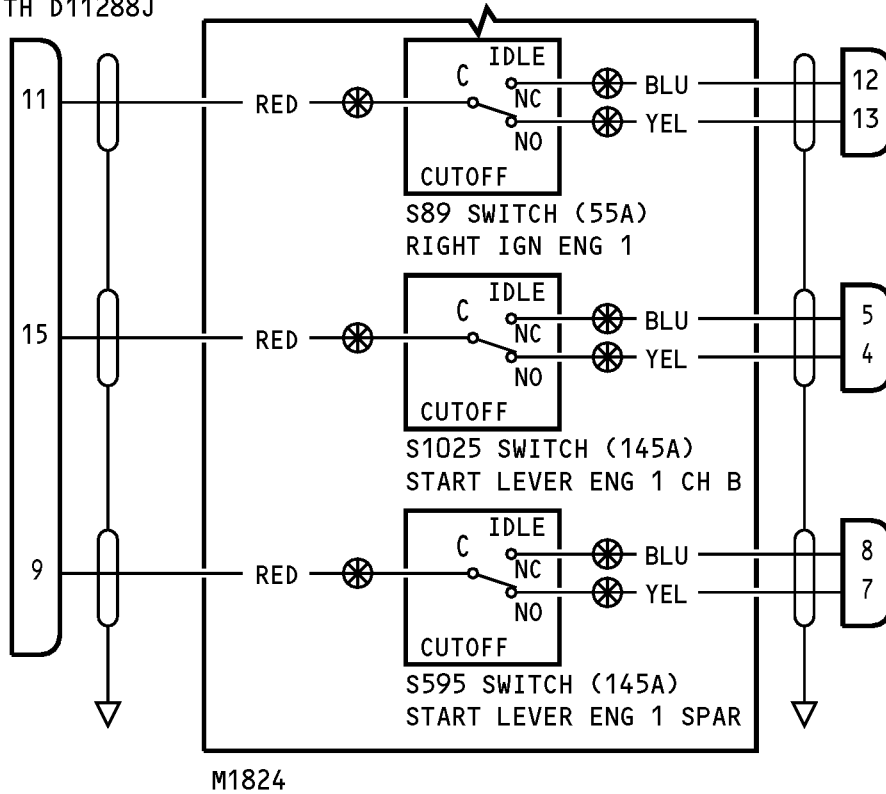 TH D11288J
IDLE
C
11
RED
NC
BLU
12
YEL
13
NO
CUTOFF
S89 SWITCH (55A)
RIGHT IGN ENG 1
IDLE
C
15
RED
NC
BLU
5
YEL
4
NO
CUTOFF
S1025 SWITCH (145A)
START LEVER ENG 1 CH B
IDLE
C
9
RED
NC
BLU
8
YEL
7
NO
CUTOFF
S595 SWITCH (145A)
START LEVER ENG 1 SPAR
M1824